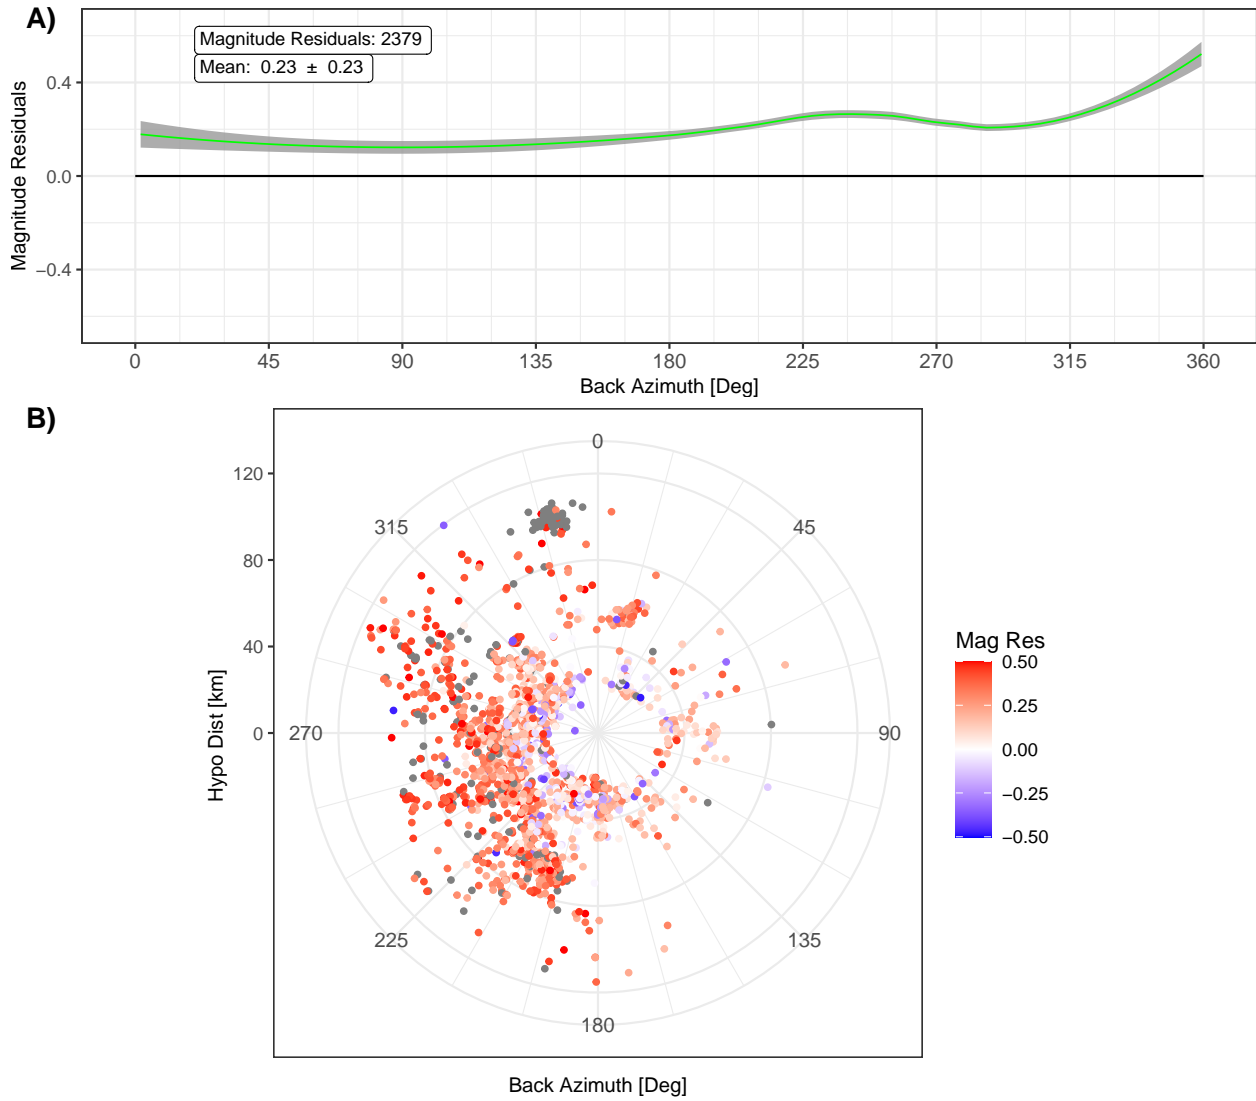 A)
Magnitude Residuals: 2379
Mean:  0.23  ±  0.23
Magnitude Residuals
0.4
0.0
−0.4
0 45 90 135 180 225 270 315 360
Back Azimuth [Deg]
B)
Hypo Dist [km]
120
80
40
0
0
45
90
135
180
225
270
315
Back Azimuth [Deg]
Mag Res
0.50
0.25
0.00
−0.25
−0.50